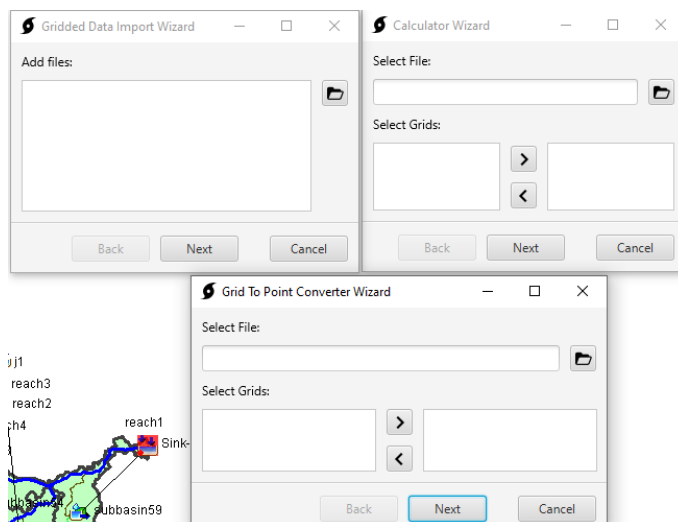 Gridded Data Import Wizard
Add files:
Back Next Cancel
Calculator Wizard
Select File:
Select Grids:
Back Next Cancel
Grid To Point Converter Wizard
Select File:
Select Grids:
Back Next Cancel
j1
reach3
reach2
reach1
Sink-
subbasin59